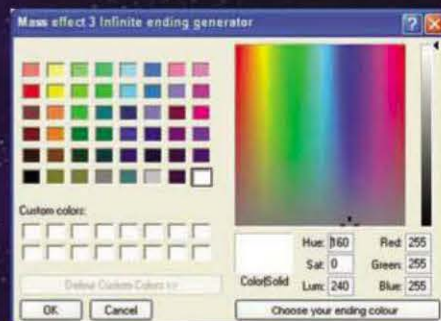 Mass effect 3 Infinite ending generator
Custom colors:
Define Custom Colors >>
OK Cancel
Color|Solid
Hue: 160 Red: 255
Sat: 0 Green: 255
Lum: 240 Blue: 255
Choose your ending colour